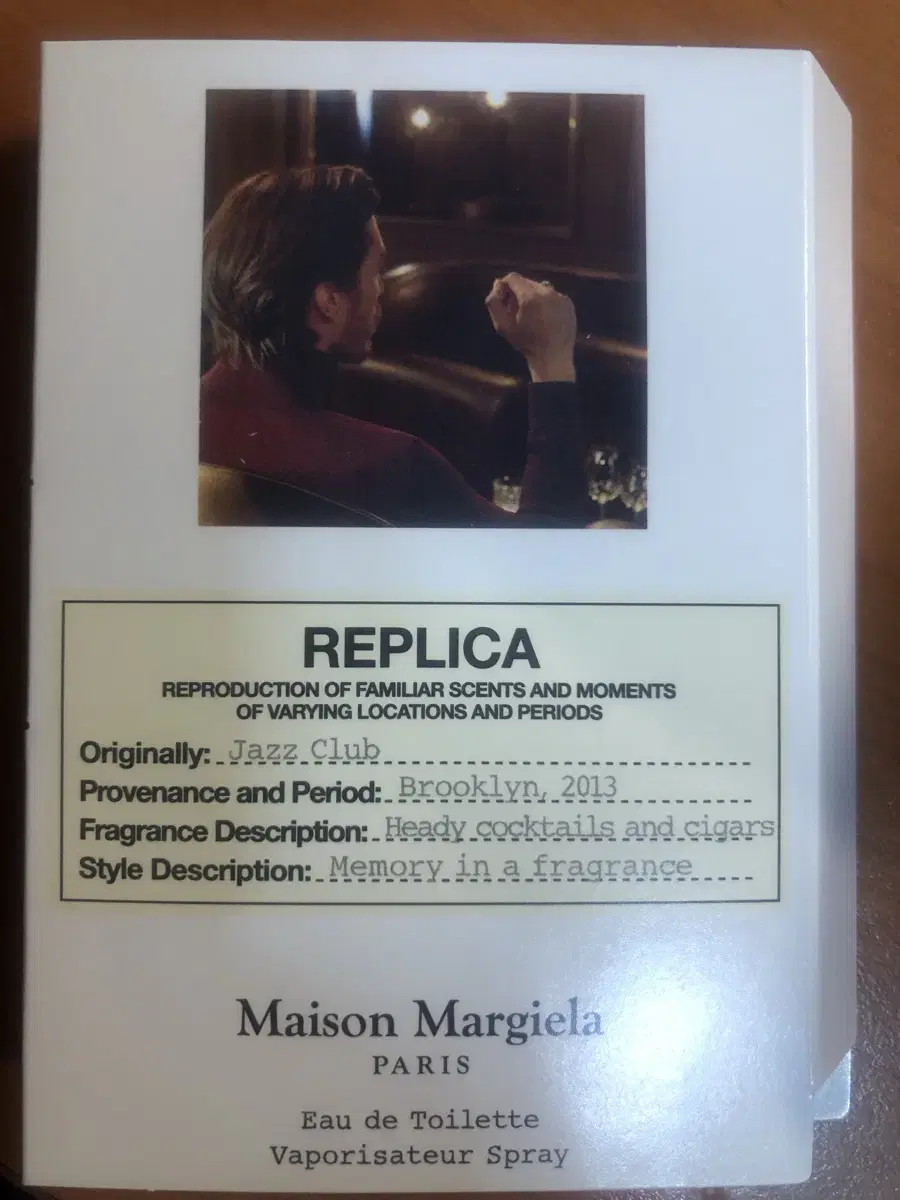 REPLICA
REPRODUCTION OF FAMILIAR SCENTS AND MOMENTS
OF VARYING LOCATIONS AND PERIODS
Originally: Jazz Club
Provenance and Period: Brooklyn, 2013
Fragrance Description: Heady cocktails and cigars
Style Description: Memory in a fragrance
Maison Margiela
PARIS
Eau de Toilette
Vaporisateur Spray